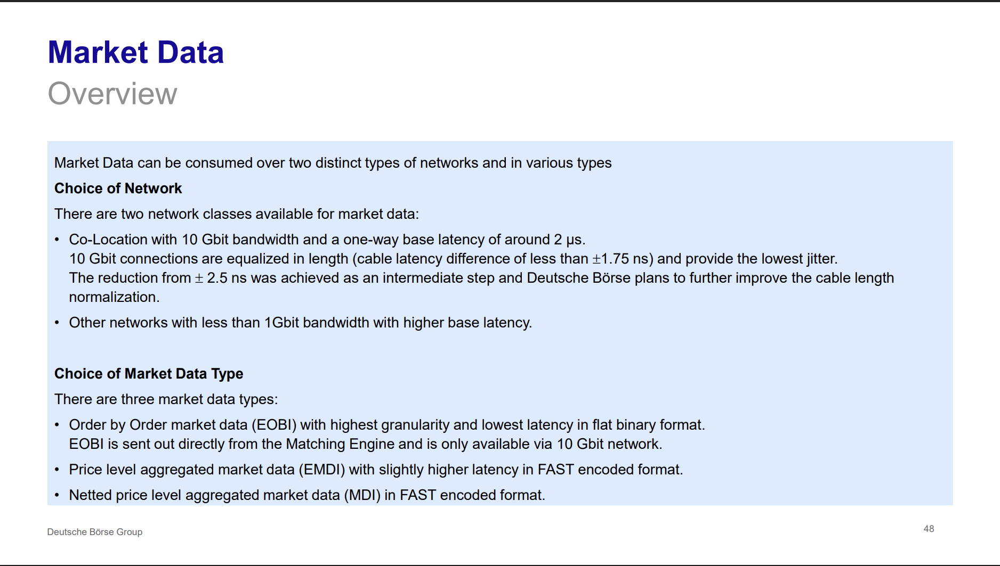 Market Data
Overview
Market Data can be consumed over two distinct types of networks and in various types
Choice of Network
There are two network classes available for market data:
• Co-Location with 10 Gbit bandwidth and a one-way base latency of around 2 µs.
10 Gbit connections are equalized in length (cable latency difference of less than ±1.75 ns) and provide the lowest jitter.
The reduction from ± 2.5 ns was achieved as an intermediate step and Deutsche Börse plans to further improve the cable length
normalization.
• Other networks with less than 1Gbit bandwidth with higher base latency.
Choice of Market Data Type
There are three market data types:
• Order by Order market data (EOBI) with highest granularity and lowest latency in flat binary format.
EOBI is sent out directly from the Matching Engine and is only available via 10 Gbit network.
• Price level aggregated market data (EMDI) with slightly higher latency in FAST encoded format.
• Netted price level aggregated market data (MDI) in FAST encoded format.
Deutsche Börse Group
48